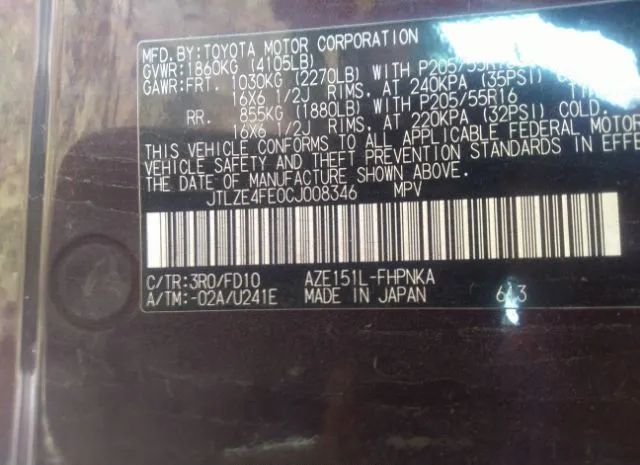 MFD.BY:TOYOTA MOTOR CORPORATION
GVWR:1860KG (4105LB)
GAWR:FRT. 1030KG (2270LB) WITH P205/55R16
16X6 1/2J RIMS, AT 240KPA (35PSI)
RR. 855KG (1880LB) WITH P205/55R16
16X6 1/2J RIMS, AT 220KPA (32PSI) COLD.
THIS VEHICLE CONFORMS TO ALL APPLICABLE FEDERAL MOTOR
VEHICLE SAFETY AND THEFT PREVENTION STANDARDS IN EFFE
THE DATE OF MANUFACTURE SHOWN ABOVE.
JTLZE4FE0CJ008346 MPV
C/TR:3R0/FD10 AZE151L-FHPNKA
A/TM:-02A/U241E MADE IN JAPAN